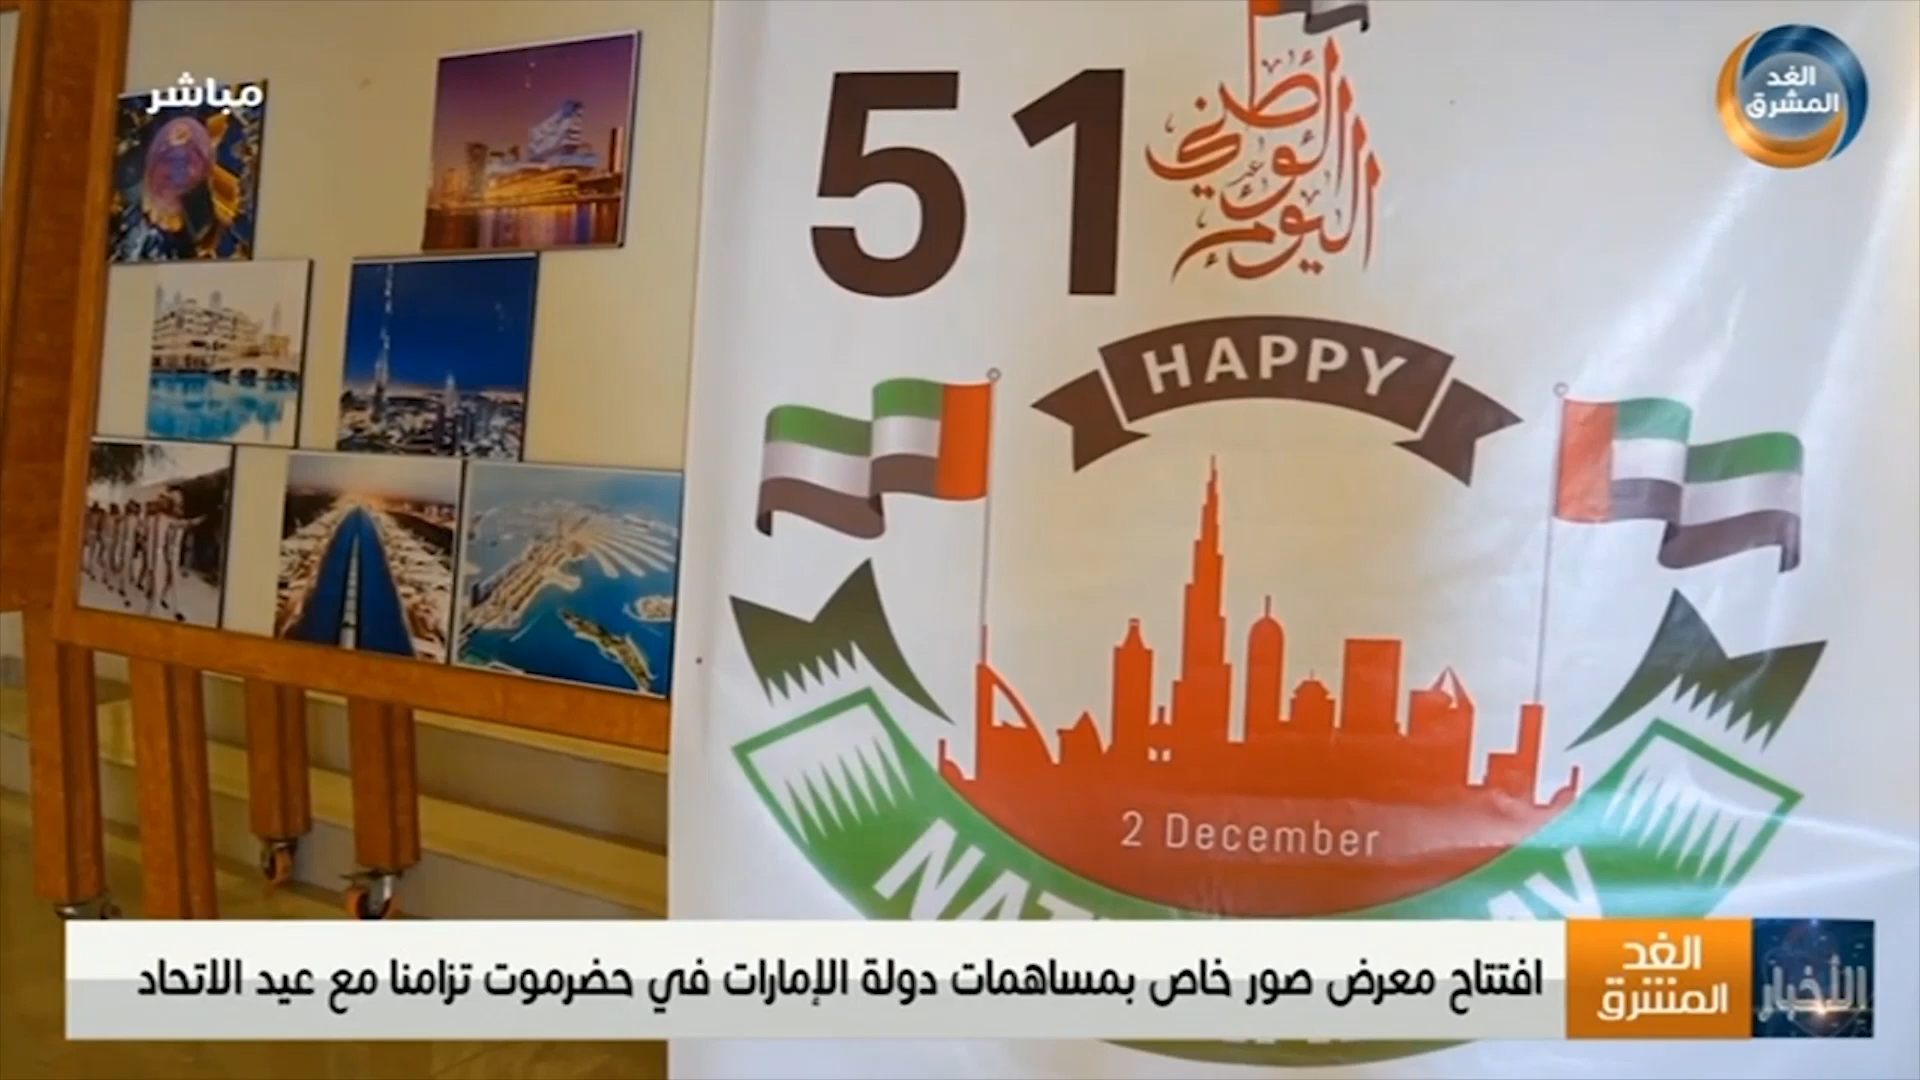 مباشر
الغد
المشرق
51
اليوم الوطني
HAPPY
2 December
افتتاح معرض صور خاص بمساهمات دولة الإمارات في حضرموت تزامنا مع عيد الاتحاد
الغد
المشرق
الأخبار